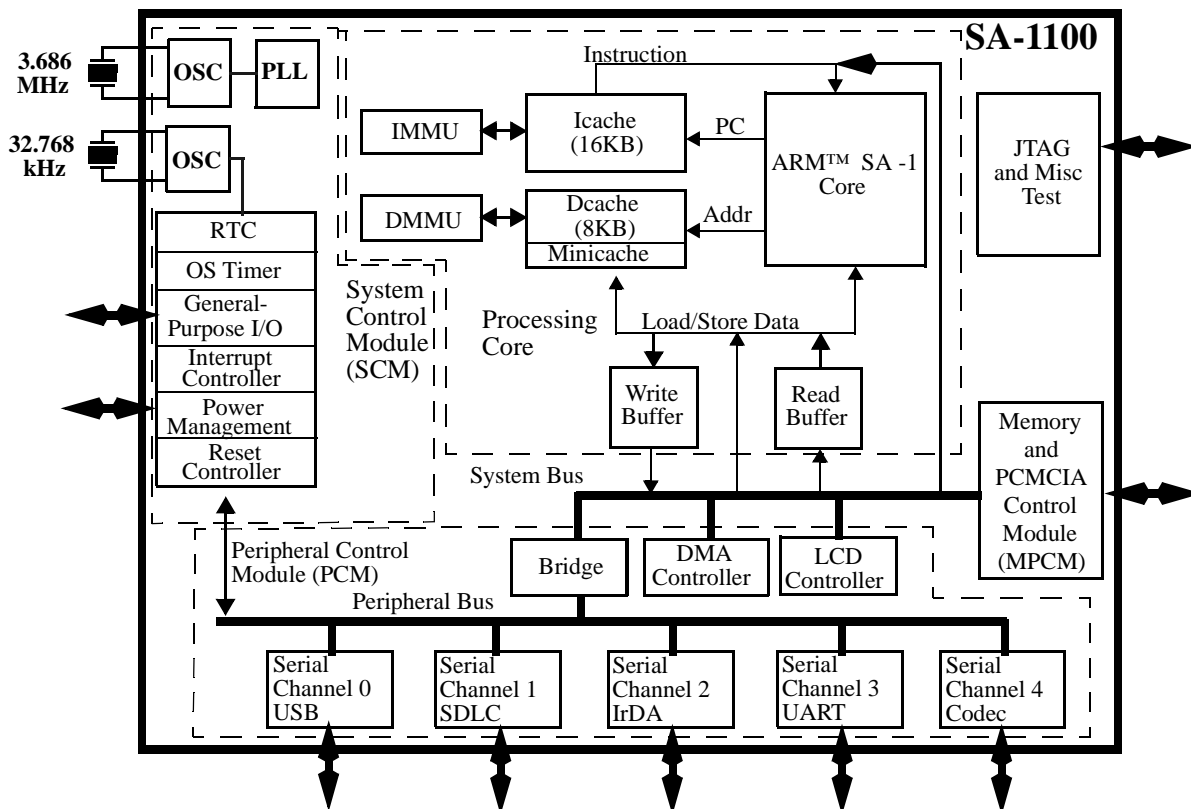 SA-1100
3.686
MHz
OSC
PLL
32.768
kHz
OSC
RTC
OS Timer
General-
Purpose I/O
Interrupt
Controller
Power
Management
Reset
Controller
System
Control
Module
(SCM)
Instruction
IMMU
Icache
(16KB)
PC
ARM™ SA -1
Core
DMMU
Dcache
(8KB)
Minicache
Addr
JTAG
and Misc
Test
Processing
Core
Load/Store Data
Write
Buffer
Read
Buffer
System Bus
Memory
and
PCMCIA
Control
Module
(MPCM)
Peripheral Control
Module (PCM)
Bridge
DMA
Controller
LCD
Controller
Peripheral Bus
Serial
Channel 0
USB
Serial
Channel 1
SDLC
Serial
Channel 2
IrDA
Serial
Channel 3
UART
Serial
Channel 4
Codec